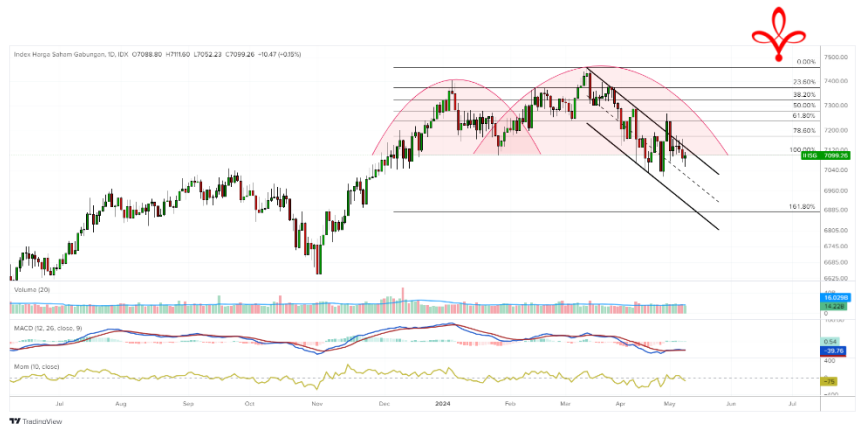 Index Harga Saham Gabungan, 1D, IDX O7088.80 H7111.60 L7052.23 C7099.26 -10.47 (-0.15%)
0.00%
23.60%
38.20%
50.00%
61.80%
78.60%
100.00%
161.80%
7500.00
7400.00
7300.00
7200.00
7130.00
IHSG 7099.26
7040.00
6960.00
6895.00
6805.00
6745.00
6685.00
6625.00
Volume (20)
16.029B
14.22B
0
MACD (12, 26, close, 9)
0.54
-39.76
Mom (10, close)
400
-75
Jul Aug Sep Oct Nov Dec 2024 Feb Mar Apr May Jun Jul
TradingView